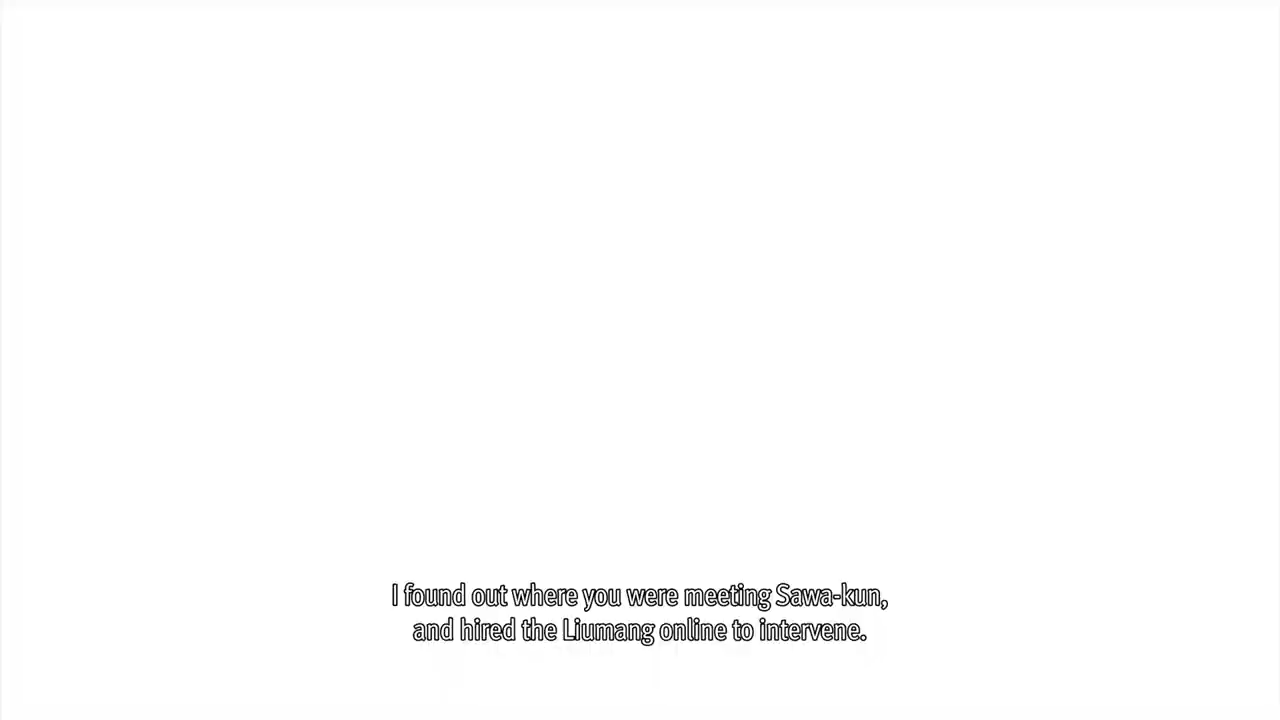 I found out where you were meeting Sawa-kun,
and hired the Liumang online to intervene.